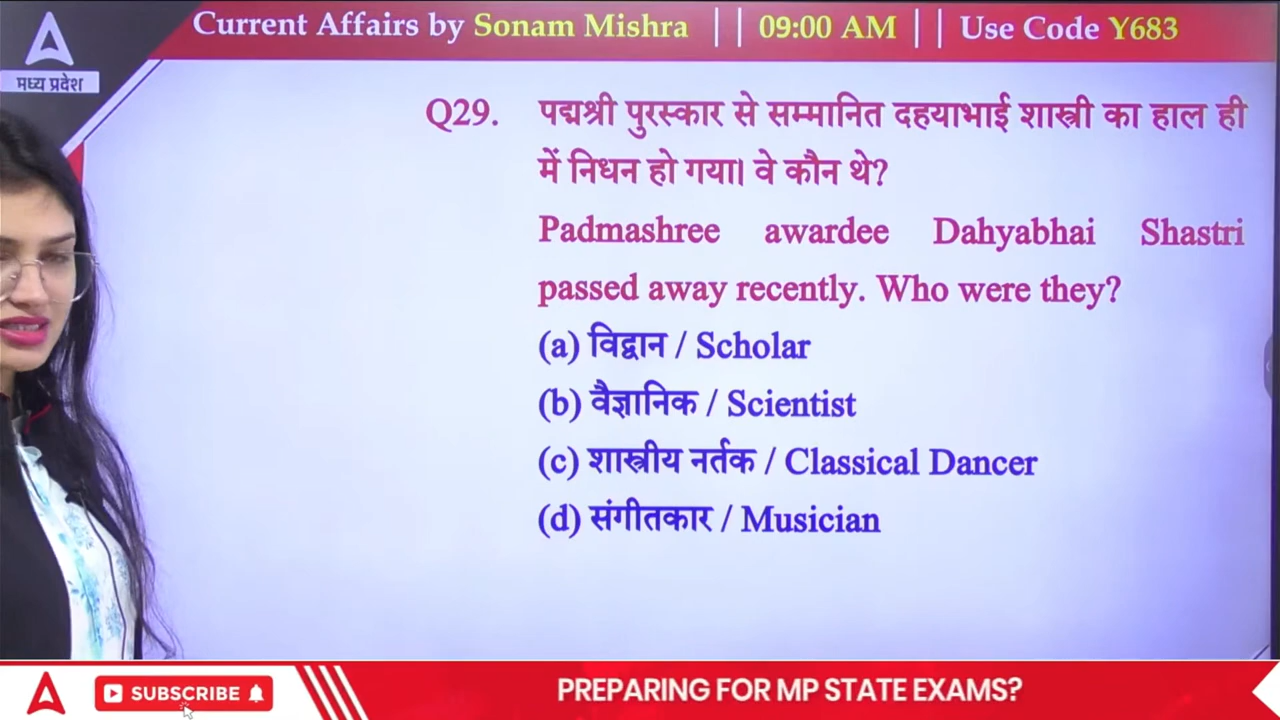 Current Affairs by Sonam Mishra || 09:00 AM || Use Code Y683
मध्य प्रदेश
Q29. पद्मश्री पुरस्कार से सम्मानित दहयाभाई शास्त्री का हाल ही
में निधन हो गया। वे कौन थे?
Padmashree awardee Dahyabhai Shastri
passed away recently. Who were they?
(a) विद्वान / Scholar
(b) वैज्ञानिक / Scientist
(c) शास्त्रीय नर्तक / Classical Dancer
(d) संगीतकार / Musician
SUBSCRIBE
PREPARING FOR MP STATE EXAMS?